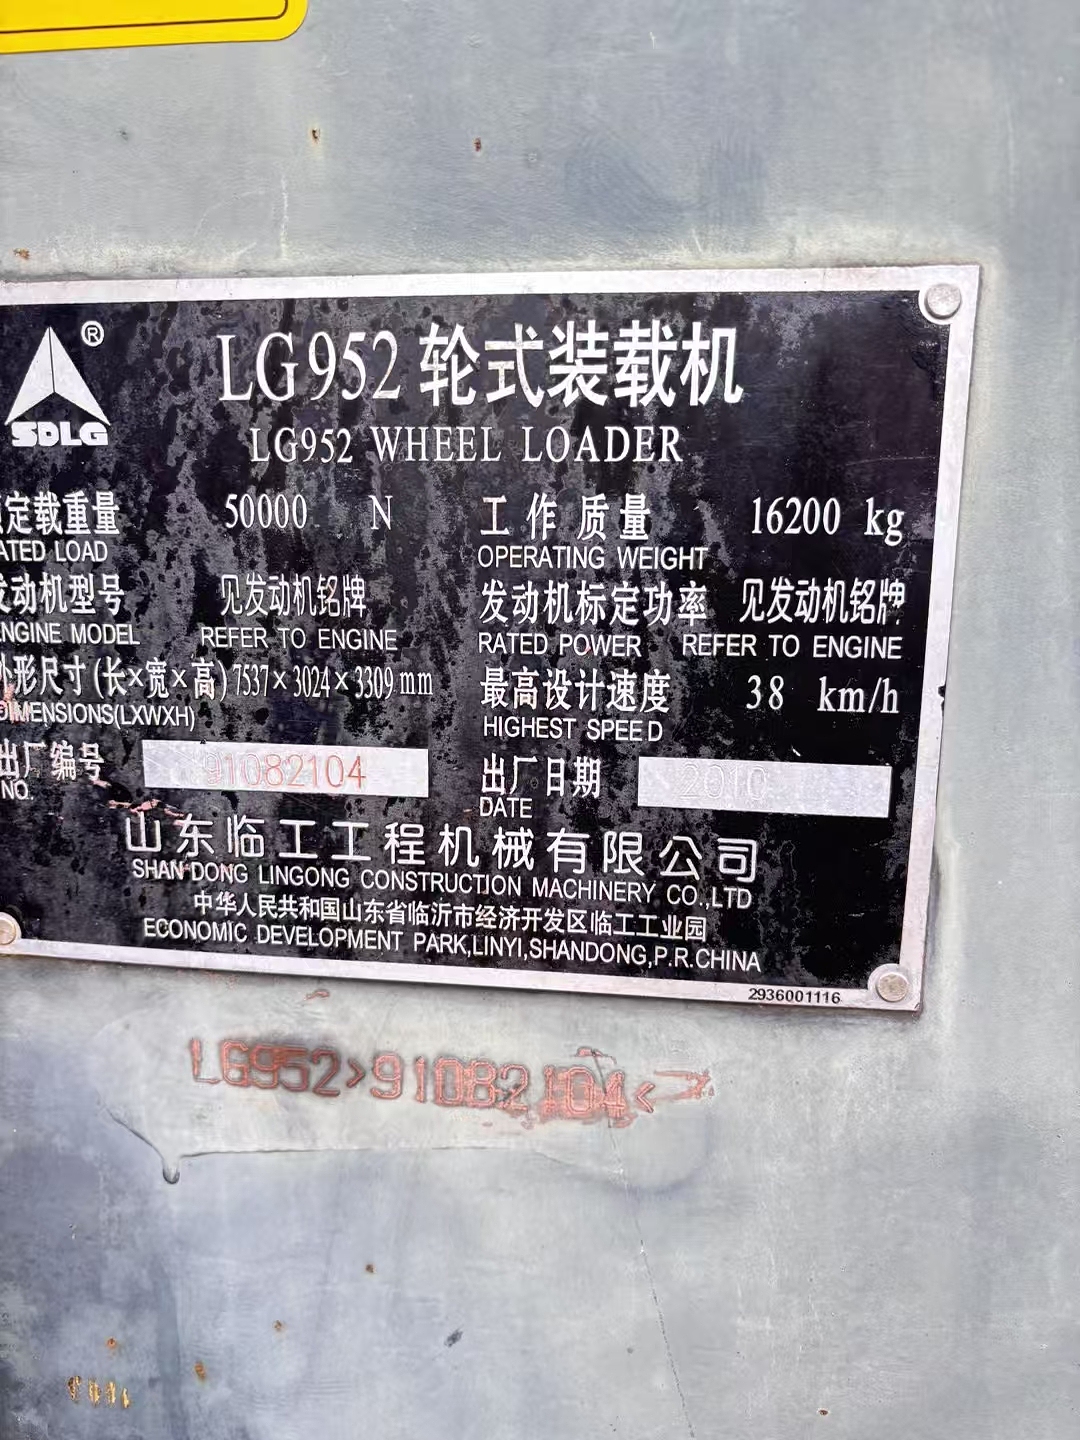 ®
SDLG
LG952 轮式装载机
LG952 WHEEL LOADER
定载重量 50000 N
ATED LOAD
工作质量 16200 kg
OPERATING WEIGHT
发动机型号 见发动机铭牌
ENGINE MODEL REFER TO ENGINE
发动机标定功率 见发动机铭牌
RATED POWER REFER TO ENGINE
外形尺寸(长×宽×高)7537×3024×3309mm
DIMENSIONS(LXWXH)
最高设计速度 38 km/h
HIGHEST SPEED
出厂编号 91082104
NO.
出厂日期 2010
DATE
山东临工工程机械有限公司
SHANDONG LINGONG CONSTRUCTION MACHINERY CO.,LTD
中华人民共和国山东省临沂市经济开发区临工工业园
ECONOMIC DEVELOPMENT PARK,LINYI,SHANDONG,P.R.CHINA
2936001116
LG952>91082104<